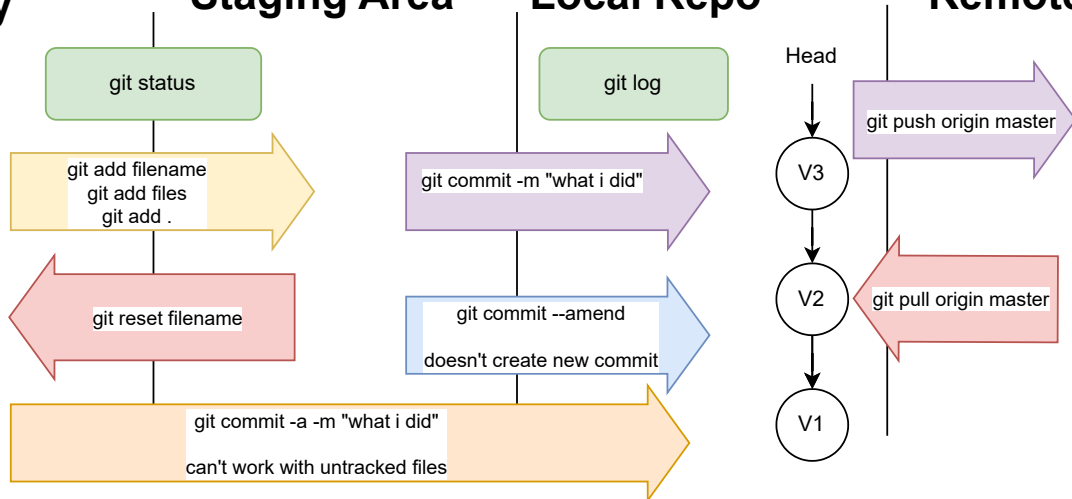 y Staging Area Local Repo Remote
git status
git log
Head
git push origin master
git add filename
git add files
git add .
git commit -m "what i did"
V3
git reset filename
git commit --amend
doesn't create new commit
V2
git pull origin master
git commit -a -m "what i did"
can't work with untracked files
V1